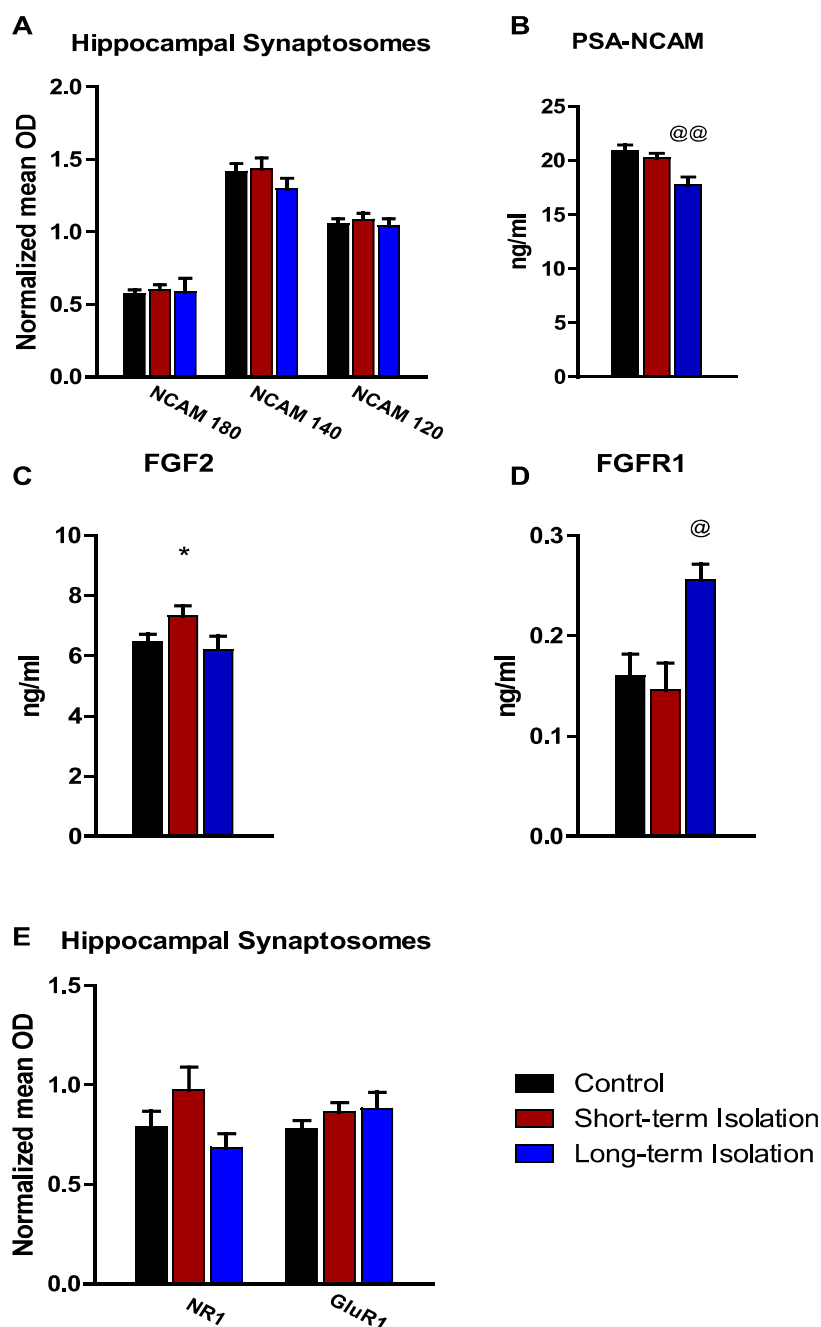 A
Hippocampal Synaptosomes
Normalized mean OD
2.0
1.5
1.0
0.5
0.0
NCAM 180
NCAM 140
NCAM 120
B
PSA-NCAM
@@
ng/ml
25
20
15
10
5
0
C
FGF2
*
ng/ml
10
8
6
4
2
0
D
FGFR1
@
ng/ml
0.3
0.2
0.1
0.0
E
Hippocampal Synaptosomes
Normalized mean OD
1.5
1.0
0.5
0.0
NR1
GluR1
Control
Short-term Isolation
Long-term Isolation